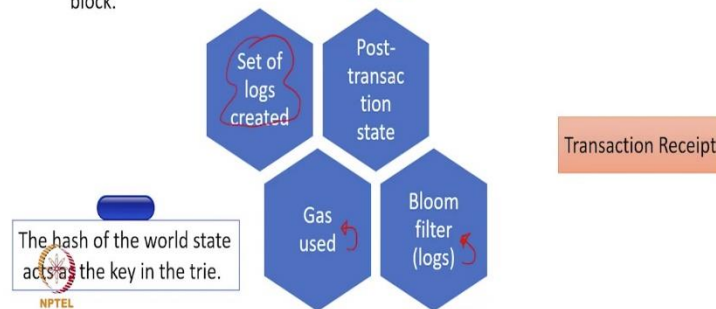 block.
Set of
logs
created
Post-
transac
tion
state
Transaction Receipt
Gas
used
Bloom
filter
(logs)
The hash of the world state
acts as the key in the trie.
NPTEL